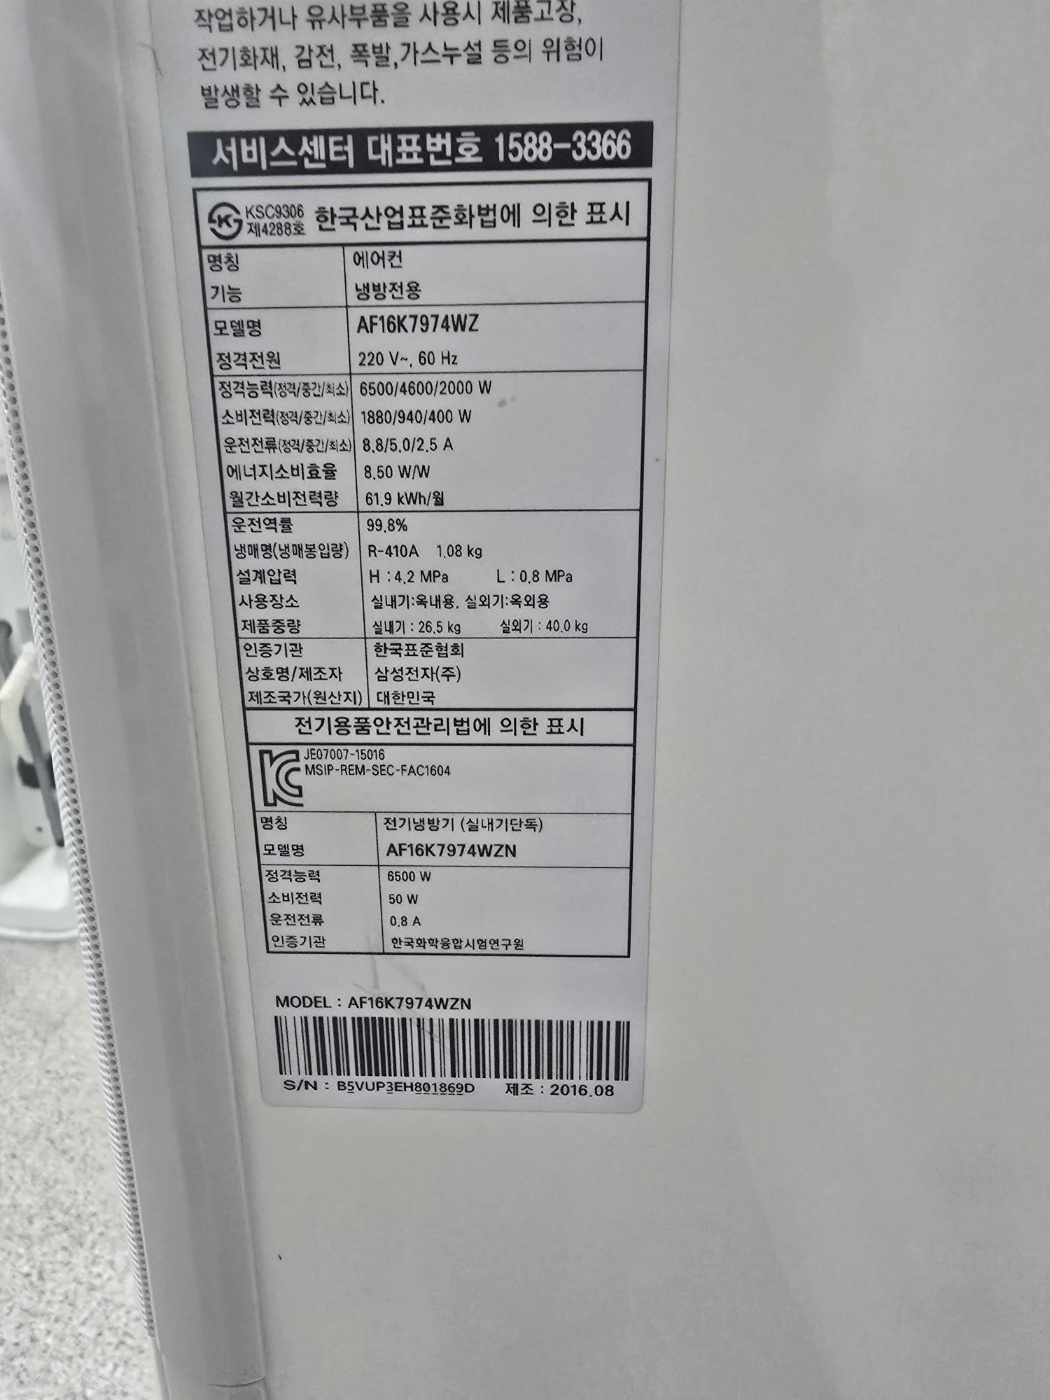 작업하거나 유사부품을 사용시 제품고장,
전기화재, 감전, 폭발,가스누설 등의 위험이
발생할 수 있습니다.
서비스센터 대표번호 1588-3366
KSC9306
제4288호
한국산업표준화법에 의한 표시
명칭 에어컨
기능 냉방전용
모델명 AF16K7974WZ
정격전원 220 V~, 60 Hz
정격능력(정격/중간/최소) 6500/4600/2000 W
소비전력(정격/중간/최소) 1880/940/400 W
운전전류(정격/중간/최소) 8.8/5.0/2.5 A
에너지소비효율 8.50 W/W
월간소비전력량 61.9 kWh/월
운전역률 99.8%
냉매명(냉매봉입량) R-410A 1.08 kg
설계압력 H : 4.2 MPa L : 0.8 MPa
사용장소 실내기:옥내용, 실외기:옥외용
제품중량 실내기 : 26.5 kg 실외기 : 40.0 kg
인증기관 한국표준협회
상호명/제조자 삼성전자(주)
제조국가(원산지) 대한민국
전기용품안전관리법에 의한 표시
JE07007-15016
MSIP-REM-SEC-FAC1604
명칭 전기냉방기 (실내기단독)
모델명 AF16K7974WZN
정격능력 6500 W
소비전력 50 W
운전전류 0.8 A
인증기관 한국화학융합시험연구원
MODEL : AF16K7974WZN
S/N : B5VUP3EH801869D 제조 : 2016.08